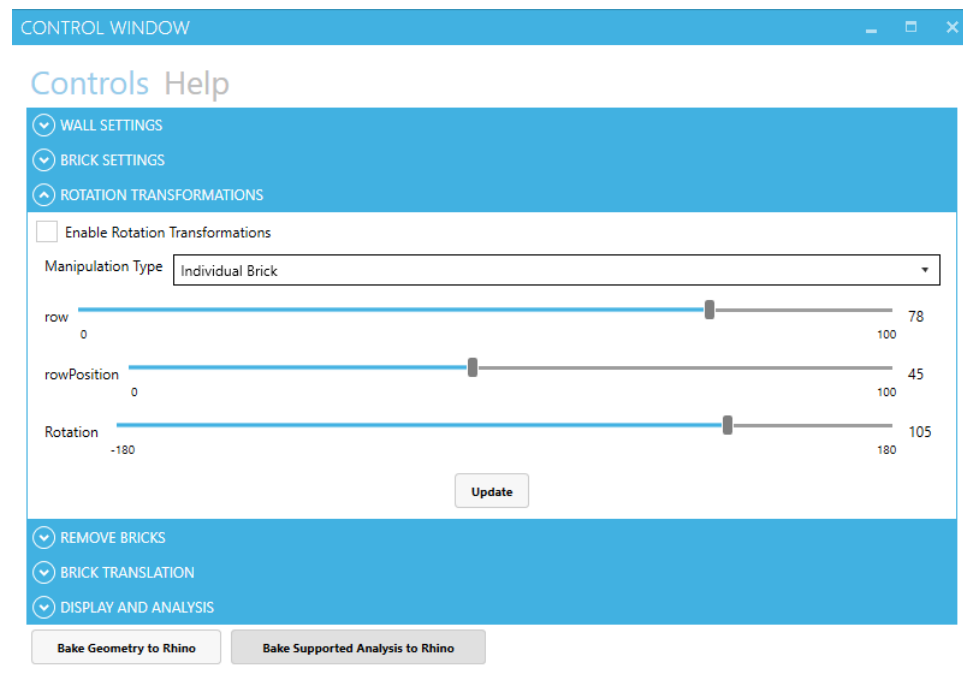 CONTROL WINDOW
Controls Help
WALL SETTINGS
BRICK SETTINGS
ROTATION TRANSFORMATIONS
Enable Rotation Transformations
Manipulation Type Individual Brick
row 78
0 100
rowPosition 45
0 100
Rotation 105
-180 180
Update
REMOVE BRICKS
BRICK TRANSLATION
DISPLAY AND ANALYSIS
Bake Geometry to Rhino Bake Supported Analysis to Rhino